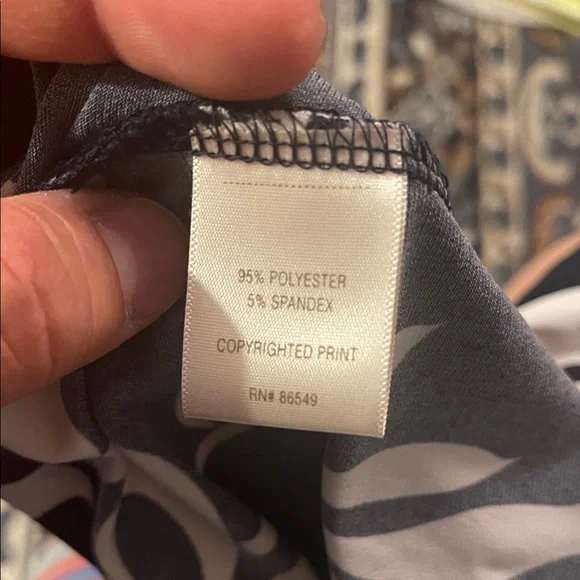 95% POLYESTER
5% SPANDEX
COPYRIGHTED PRINT
RN# 86549